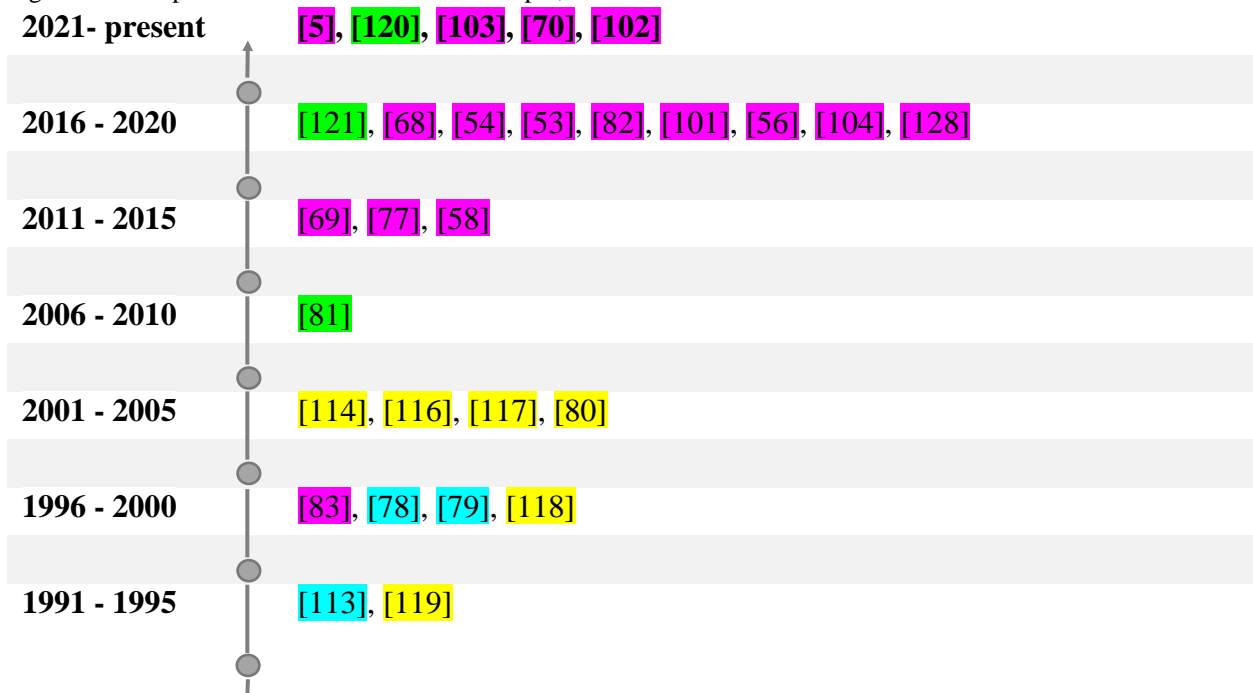 2021- present [5], [120], [103], [70], [102]
2016 - 2020 [121], [68], [54], [53], [82], [101], [56], [104], [128]
2011 - 2015 [69], [77], [58]
2006 - 2010 [81]
2001 - 2005 [114], [116], [117], [80]
1996 - 2000 [83], [78], [79], [118]
1991 - 1995 [113], [119]